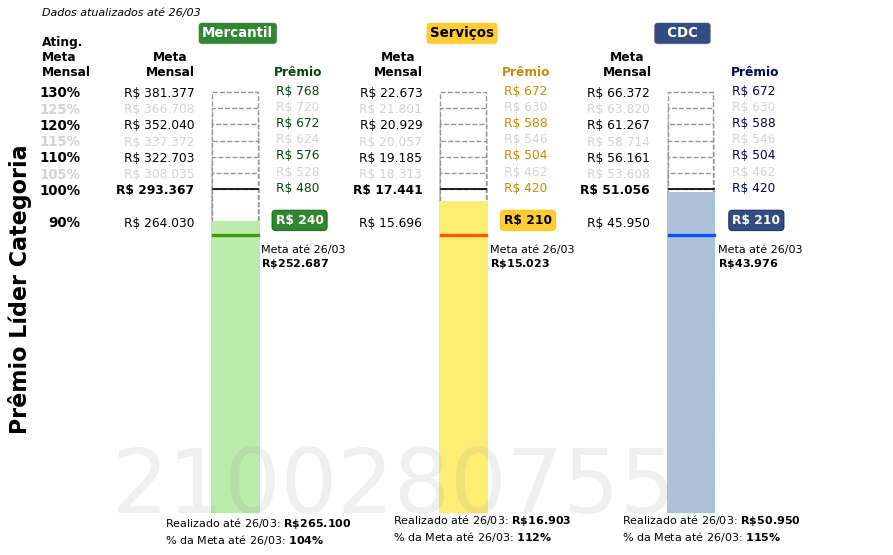 Dados atualizados até 26/03
Mercantil Serviços CDC
Ating. Meta Mensal Meta Mensal Prêmio Meta Mensal Prêmio Meta Mensal Prêmio
130% R$ 381.377 R$ 768 R$ 22.673 R$ 672 R$ 66.372 R$ 672
125% R$ 366.708 R$ 720 R$ 21.801 R$ 630 R$ 63.820 R$ 630
120% R$ 352.040 R$ 672 R$ 20.929 R$ 588 R$ 61.267 R$ 588
115% R$ 337.372 R$ 624 R$ 20.057 R$ 546 R$ 58.714 R$ 546
110% R$ 322.703 R$ 576 R$ 19.185 R$ 504 R$ 56.161 R$ 504
105% R$ 308.035 R$ 528 R$ 18.313 R$ 462 R$ 53.608 R$ 462
100% R$ 293.367 R$ 480 R$ 17.441 R$ 420 R$ 51.056 R$ 420
90% R$ 264.030 R$ 240 R$ 15.696 R$ 210 R$ 45.950 R$ 210
Meta até 26/03 Meta até 26/03 Meta até 26/03
R$252.687 R$15.023 R$43.976
Prêmio Líder Categoria
2100280755
Realizado até 26/03: R$265.100 Realizado até 26/03: R$16.903 Realizado até 26/03: R$50.950
% da Meta até 26/03: 104% % da Meta até 26/03: 112% % da Meta até 26/03: 115%